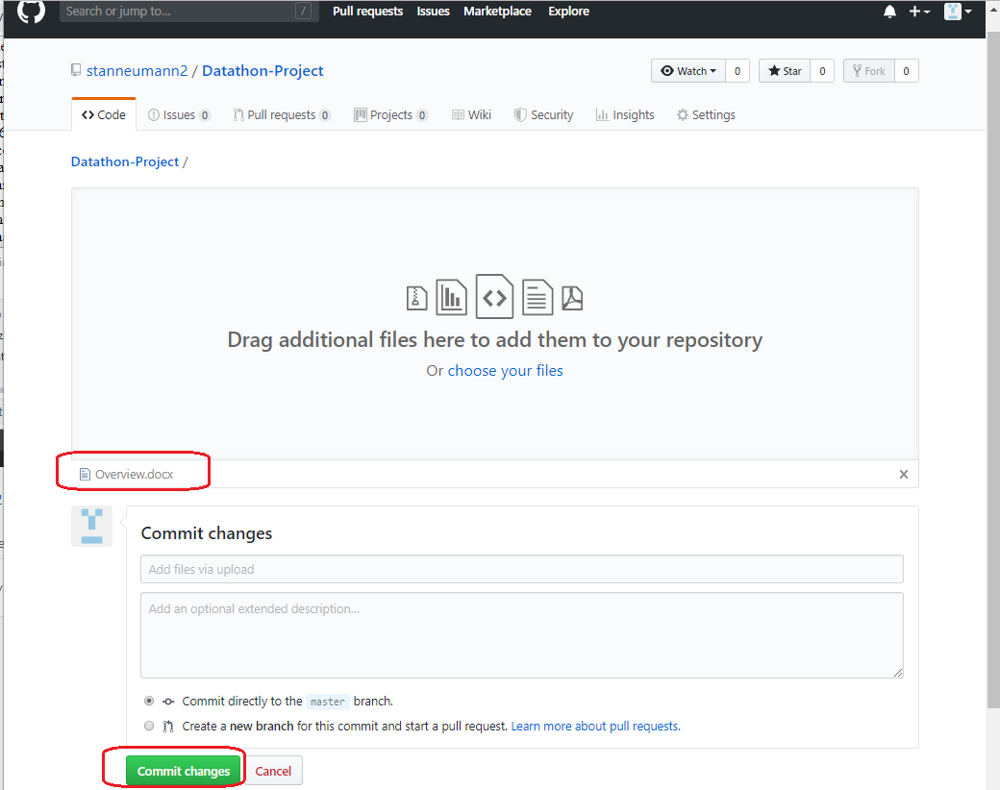 Search or jump to... / Pull requests Issues Marketplace Explore
stanneumann2 / Datathon-Project Watch 0 Star 0 Fork 0
Code Issues 0 Pull requests 0 Projects 0 Wiki Security Insights Settings
Datathon-Project /
Drag additional files here to add them to your repository
Or choose your files
Overview.docx
Commit changes
Add files via upload
Add an optional extended description...
Commit directly to the master branch.
Create a new branch for this commit and start a pull request. Learn more about pull requests.
Commit changes Cancel